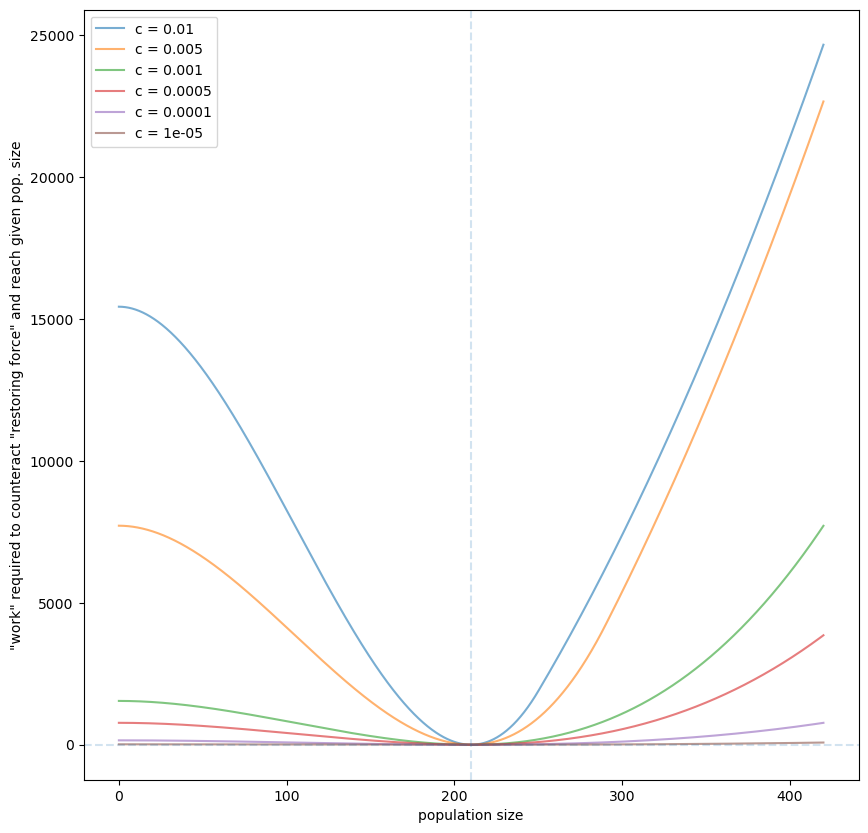 25000
20000
15000
10000
5000
0
"work" required to counteract "restoring force" and reach given pop. size
c = 0.01
c = 0.005
c = 0.001
c = 0.0005
c = 0.0001
c = 1e-05
0 100 200 300 400
population size